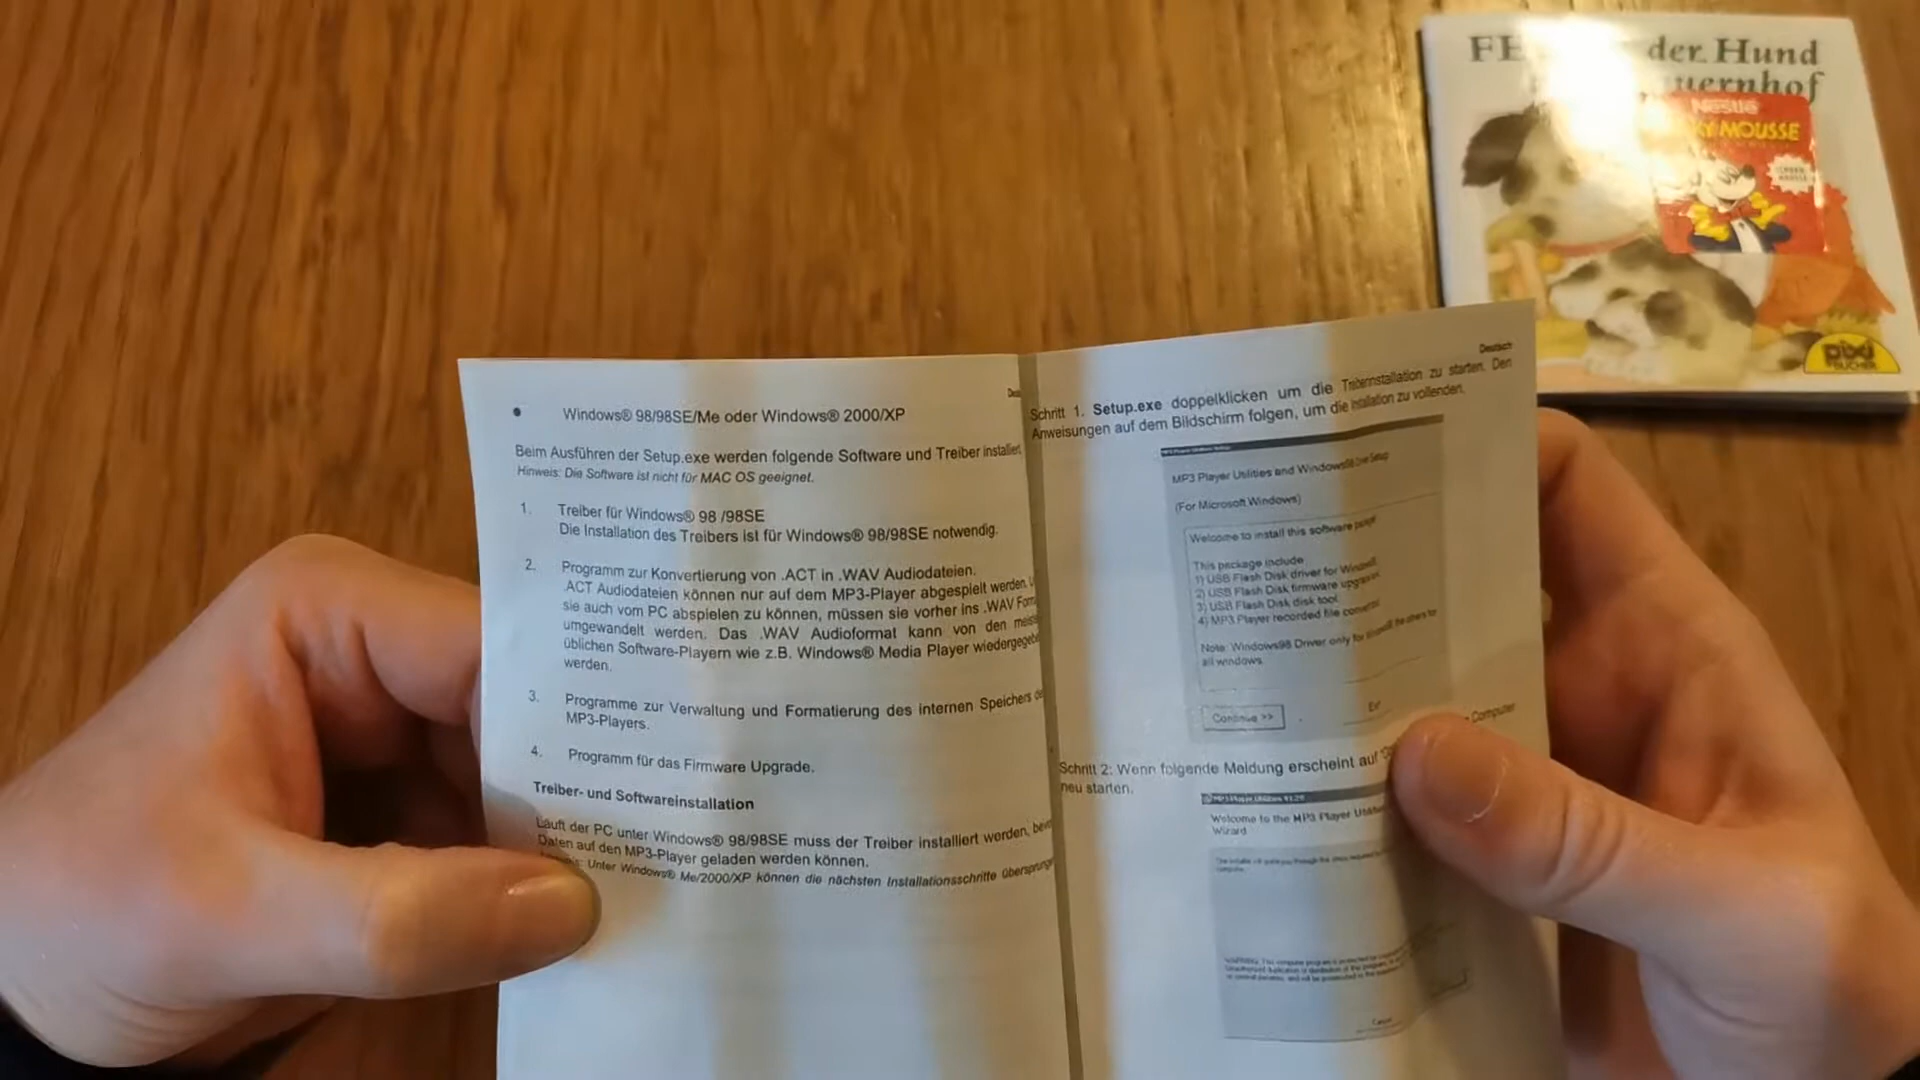 der Hund
Nestlé
MOUSSE
pixi
BÜCHER
• Windows® 98/98SE/Me oder Windows® 2000/XP
Beim Ausführen der Setup.exe werden folgende Software und Treiber installiert
Hinweis: Die Software ist nicht für MAC OS geeignet.
1. Treiber für Windows® 98 /98SE
Die Installation des Treibers ist für Windows® 98/98SE notwendig.
2. Programm zur Konvertierung von .ACT in .WAV Audiodateien.
.ACT Audiodateien können nur auf dem MP3-Player abgespielt werden.
sie auch vom PC abspielen zu können, müssen sie vorher ins .WAV
umgewandelt werden. Das .WAV Audioformat kann von den
üblichen Software-Playern wie z.B. Windows® Media Player
werden.
3. Programme zur Verwaltung und Formatierung des internen Speichers
MP3-Players.
4. Programm für das Firmware Upgrade.
Treiber- und Softwareinstallation
Läuft der PC unter Windows® 98/98SE muss der Treiber installiert werden,
Daten auf den MP3-Player geladen werden können.
Unter Windows® Me/2000/XP können die nächsten Installationsschritte
Deutsch
Schritt 1. Setup.exe doppelklicken um die Treiberinstallation zu starten. Den
Anweisungen auf dem Bildschirm folgen, um die Installation zu vollenden.
MP3 Player Utilities and Windows98 Setup
(For Microsoft Windows)
Welcome to install this software
This package include
1) USB Flash Disk driver for
2) USB Flash Disk firmware
3) USB Flash Disk disk tool.
4) MP3 Player recorded file
Note: Windows98 Driver only for
all windows.
Continue >>
Exit
Schritt 2: Wenn folgende Meldung erscheint auf Computer
neu starten.
Welcome to the MP3 Player
Wizard
Cancel